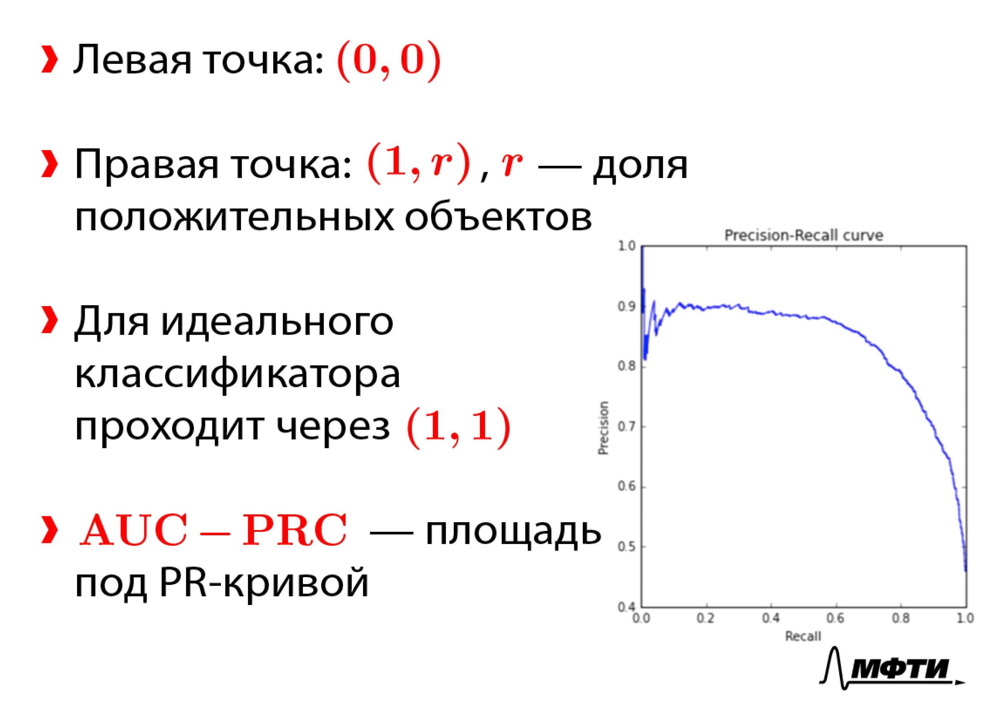 Левая точка: (0, 0)
Правая точка: (1, r) , r — доля
положительных объектов
Для идеального
классификатора
проходит через (1, 1)
AUC – PRC — площадь
под PR-кривой
Precision-Recall curve
1.0
0.9
0.8
0.7
0.6
0.5
0.4
Precision
0.0 0.2 0.4 0.6 0.8 1.0
Recall
МФТИ